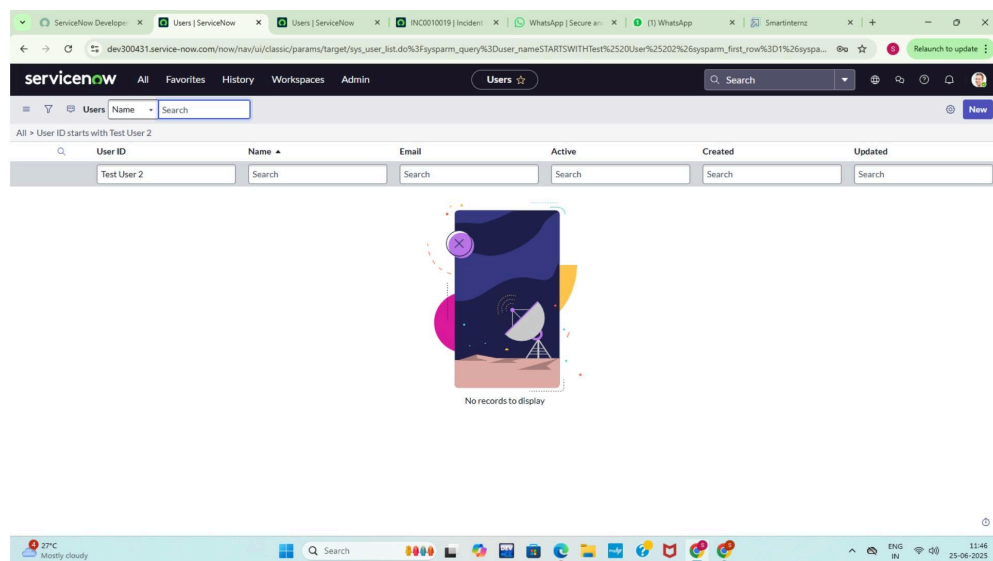 ServiceNow Develope
Users | ServiceNow
Users | ServiceNow
INC0010019 | Incident
WhatsApp | Secure an
(1) WhatsApp
Smartinternz
dev300431.service-now.com/now/nav/ui/classic/params/target/sys_user_list.do%3Fsysparm_query%3Duser_nameSTARTSWITHTest%2520User%25202%26sysparm_first_row%3D1%26syspa...
S
Relaunch to update
servicenow
All
Favorites
History
Workspaces
Admin
Users
Search
Users
Name
Search
New
All > User ID starts with Test User 2
User ID
Name
Email
Active
Created
Updated
Test User 2
Search
Search
Search
Search
Search
No records to display
4
27°C
Mostly cloudy
Search
ENG
IN
11:46
25-06-2025